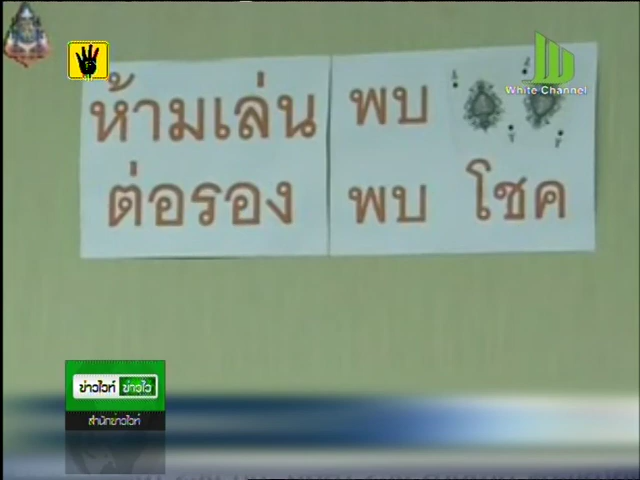 White Channel
ห้ามเล่น พบ
ต่อรอง พบ โชค
ข่าวไวท์ ข่าวไว
สำนักข่าวไวท์